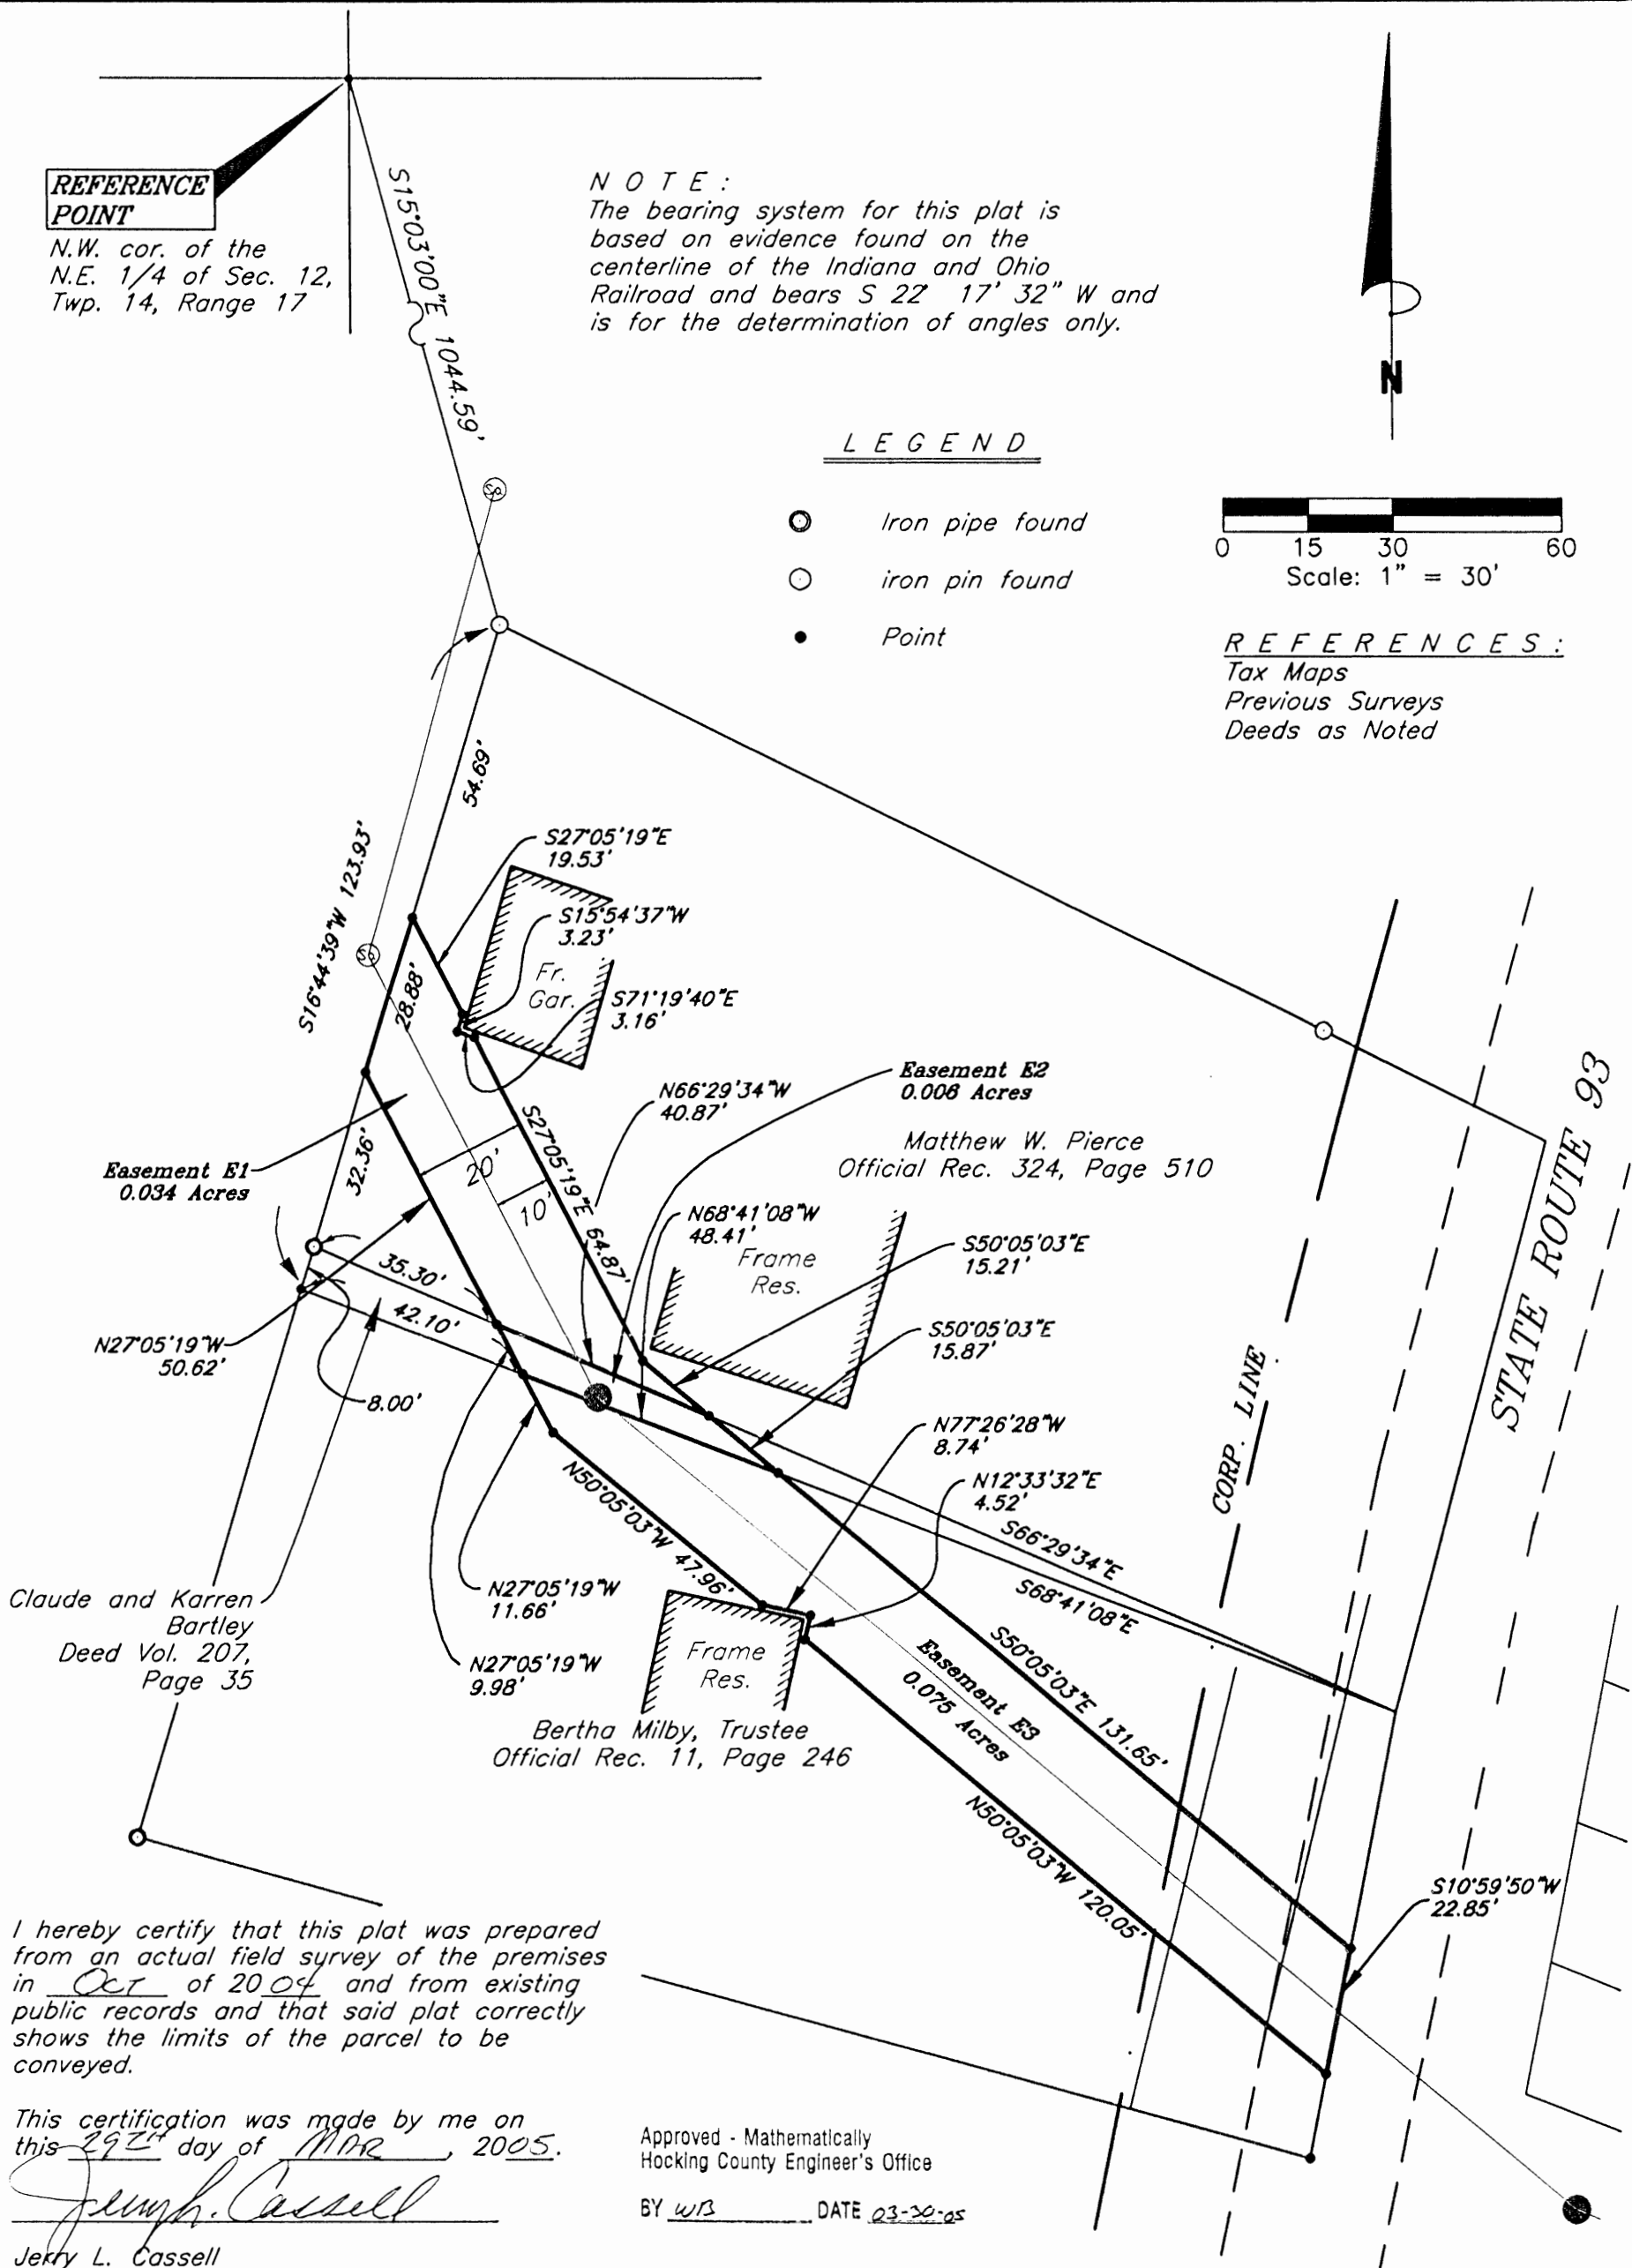 REFERENCE
POINT
N.W. cor. of the
N.E. 1/4 of Sec. 12,
Twp. 14, Range 17
S15°03'00"E 1044.59'
N O T E :
The bearing system for this plat is
based on evidence found on the
centerline of the Indiana and Ohio
Railroad and bears S 22° 17' 32" W and
is for the determination of angles only.
N
L E G E N D
Iron pipe found
iron pin found
Point
0 15 30 60
Scale: 1" = 30'
R E F E R E N C E S :
Tax Maps
Previous Surveys
Deeds as Noted
SP
54.69'
S16°44'39"W 123.93'
S27°05'19"E
19.53'
S15°54'37"W
3.23'
Fr.
Gar.
S71°19'40"E
3.16'
28.88'
N66°29'34"W
40.87'
Easement E2
0.006 Acres
Matthew W. Pierce
Official Rec. 324, Page 510
Easement E1
0.034 Acres
32.36'
20'
10'
S27°05'19"E 64.87'
N68°41'08"W
48.41'
Frame
Res.
S50°05'03"E
15.21'
S50°05'03"E
15.87'
35.30'
42.10'
N27°05'19"W
50.62'
8.00'
N77°26'28"W
8.74'
N12°33'32"E
4.52'
CORP. LINE
STATE ROUTE 93
N50°05'03"W 47.96'
S66°29'34"E
S68°41'08"E
Claude and Karren
Bartley
Deed Vol. 207,
Page 35
N27°05'19"W
11.66'
N27°05'19"W
9.98'
Frame
Res.
Bertha Milby, Trustee
Official Rec. 11, Page 246
Easement E3
0.075 Acres
S50°05'03"E 131.65'
N50°05'03"W 120.05'
S10°59'50"W
22.85'
I hereby certify that this plat was prepared
from an actual field survey of the premises
in OCT of 2004 and from existing
public records and that said plat correctly
shows the limits of the parcel to be
conveyed.
This certification was made by me on
this 29TH day of MAR, 2005.
Jerry L. Cassell
Jerry L. Cassell
Approved - Mathematically
Hocking County Engineer's Office
BY WB DATE 03-30-05